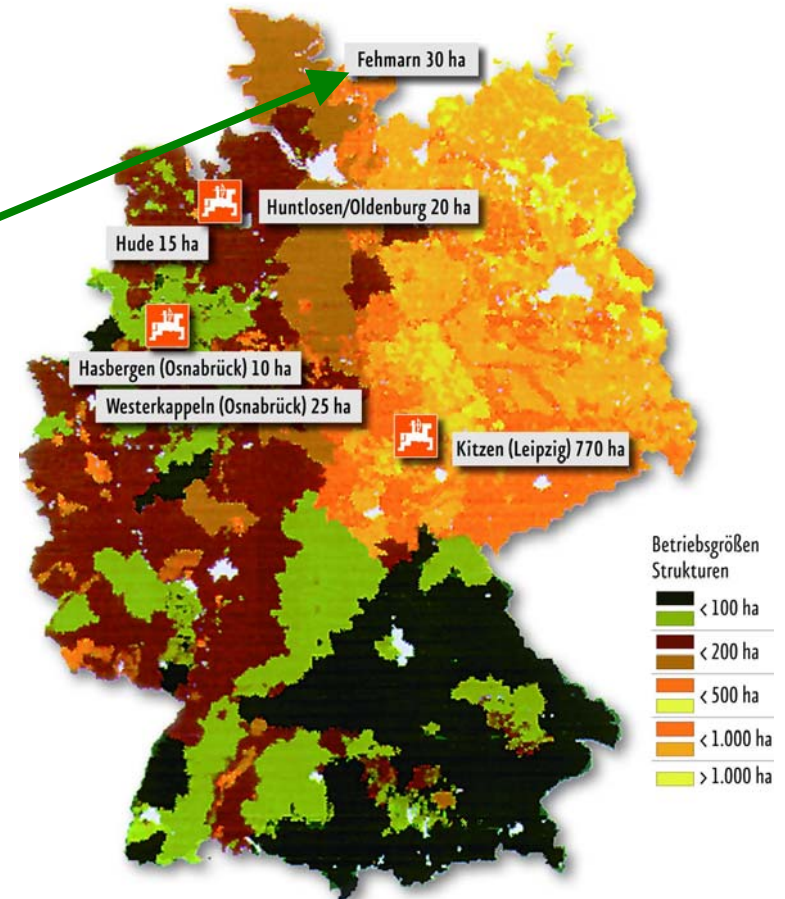 Fehmarn 30 ha
Huntlosen/Oldenburg 20 ha
Hude 15 ha
Hasbergen (Osnabrück) 10 ha
Westerkappeln (Osnabrück) 25 ha
Kitzen (Leipzig) 770 ha
Betriebsgrößen
Strukturen
< 100 ha
< 200 ha
< 500 ha
< 1.000 ha
> 1.000 ha